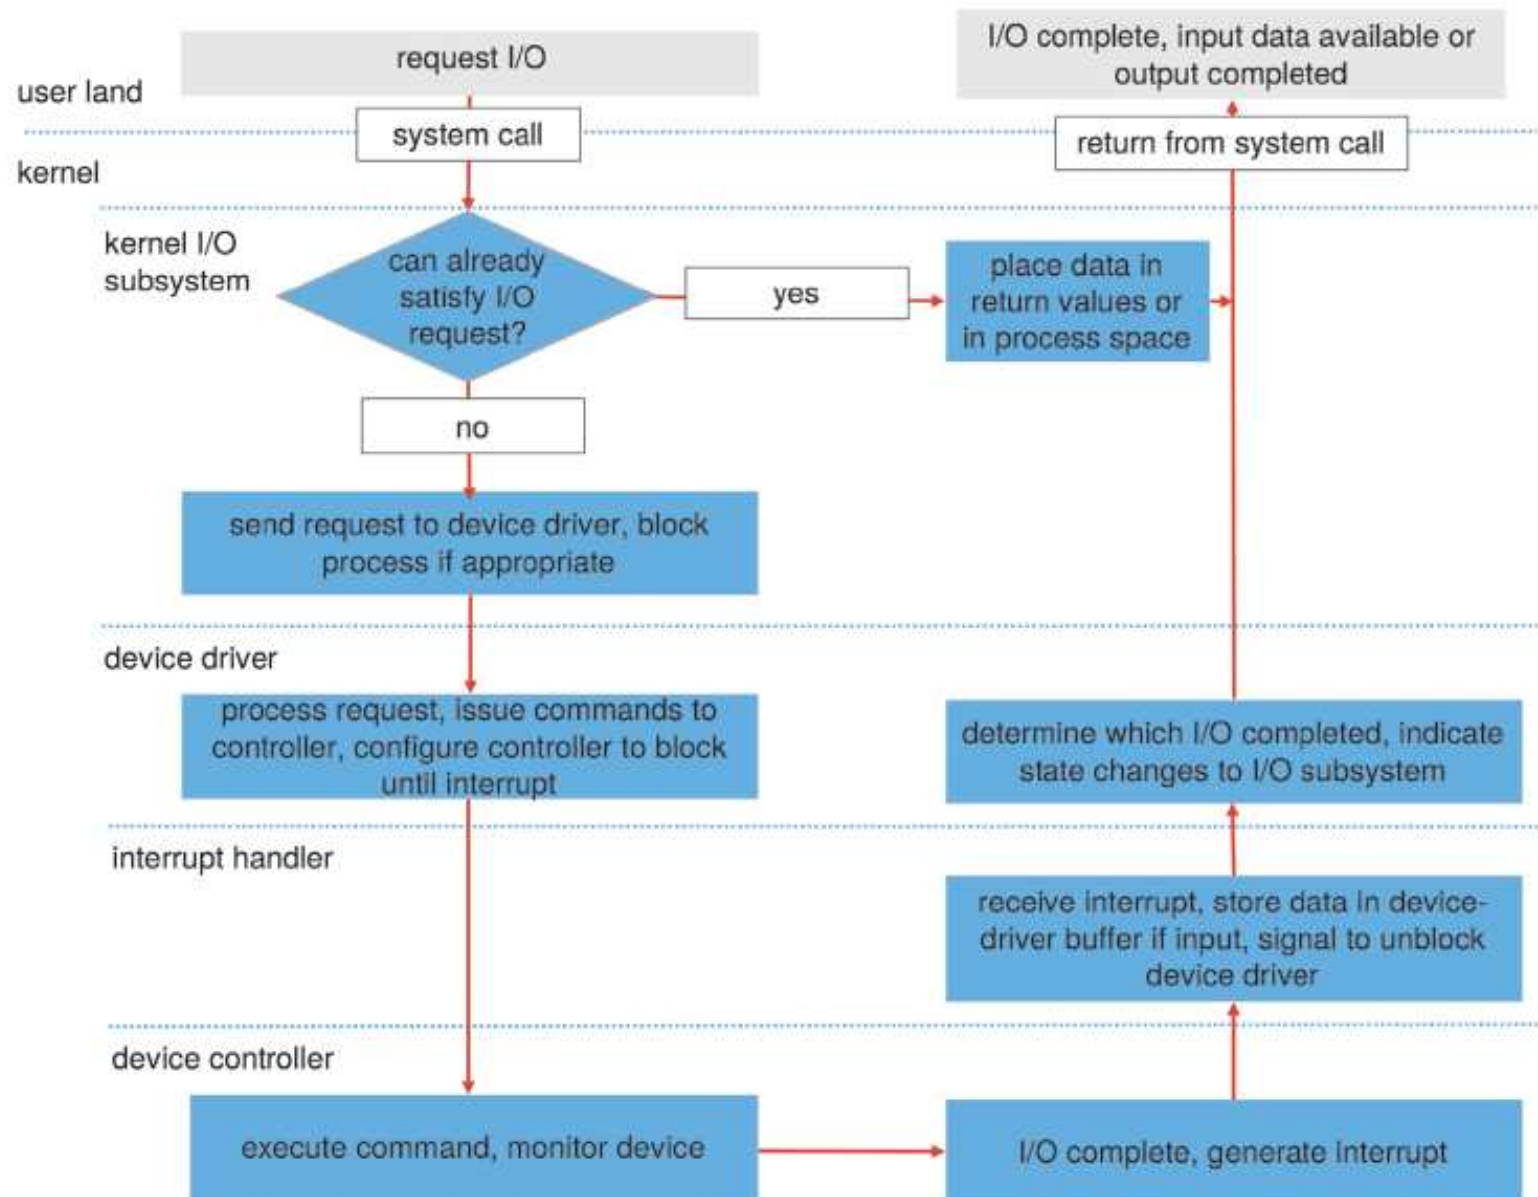 request I/O
I/O complete, input data available or
output completed
user land
system call
return from system call
kernel
kernel I/O
subsystem
can already
satisfy I/O
request?
yes
place data in
return values or
in process space
no
send request to device driver, block
process if appropriate
device driver
process request, issue commands to
controller, configure controller to block
until interrupt
determine which I/O completed, indicate
state changes to I/O subsystem
interrupt handler
receive interrupt, store data in device-
driver buffer if input, signal to unblock
device driver
device controller
execute command, monitor device
I/O complete, generate interrupt